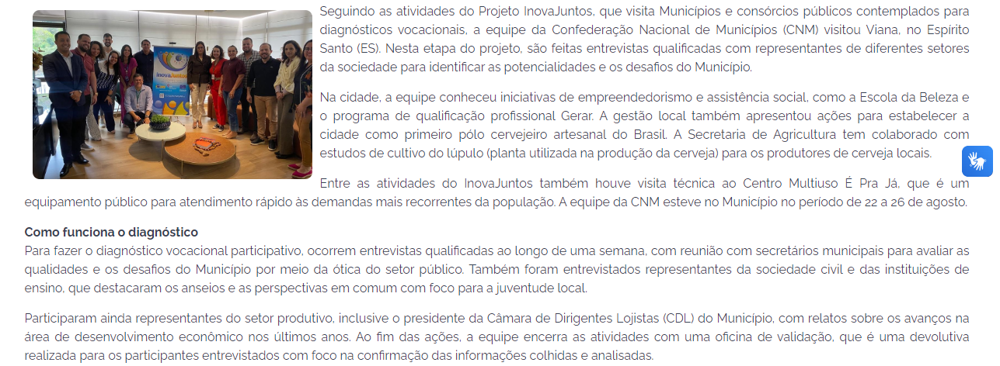 Seguindo as atividades do Projeto InovaJuntos, que visita Municípios e consórcios públicos contemplados para
diagnósticos vocacionais, a equipe da Confederação Nacional de Municípios (CNM) visitou Viana, no Espírito
Santo (ES). Nesta etapa do projeto, são feitas entrevistas qualificadas com representantes de diferentes setores
da sociedade para identificar as potencialidades e os desafios do Município.
Na cidade, a equipe conheceu iniciativas de empreendedorismo e assistência social, como a Escola da Beleza e
o programa de qualificação profissional Gerar. A gestão local também apresentou ações para estabelecer a
cidade como primeiro pólo cervejeiro artesanal do Brasil. A Secretaria de Agricultura tem colaborado com
estudos de cultivo do lúpulo (planta utilizada na produção da cerveja) para os produtores de cerveja locais.
Entre as atividades do InovaJuntos também houve visita técnica ao Centro Multiuso É Pra Já, que é um
equipamento público para atendimento rápido às demandas mais recorrentes da população. A equipe da CNM esteve no Município no período de 22 a 26 de agosto.
Como funciona o diagnóstico
Para fazer o diagnóstico vocacional participativo, ocorrem entrevistas qualificadas ao longo de uma semana, com reunião com secretários municipais para avaliar as
qualidades e os desafios do Município por meio da ótica do setor público. Também foram entrevistados representantes da sociedade civil e das instituições de
ensino, que destacaram os anseios e as perspectivas em comum com foco para a juventude local.
Participaram ainda representantes do setor produtivo, inclusive o presidente da Câmara de Dirigentes Lojistas (CDL) do Município, com relatos sobre os avanços na
área de desenvolvimento econômico nos últimos anos. Ao fim das ações, a equipe encerra as atividades com uma oficina de validação, que é uma devolutiva
realizada para os participantes entrevistados com foco na confirmação das informações colhidas e analisadas.
inovaJuntos